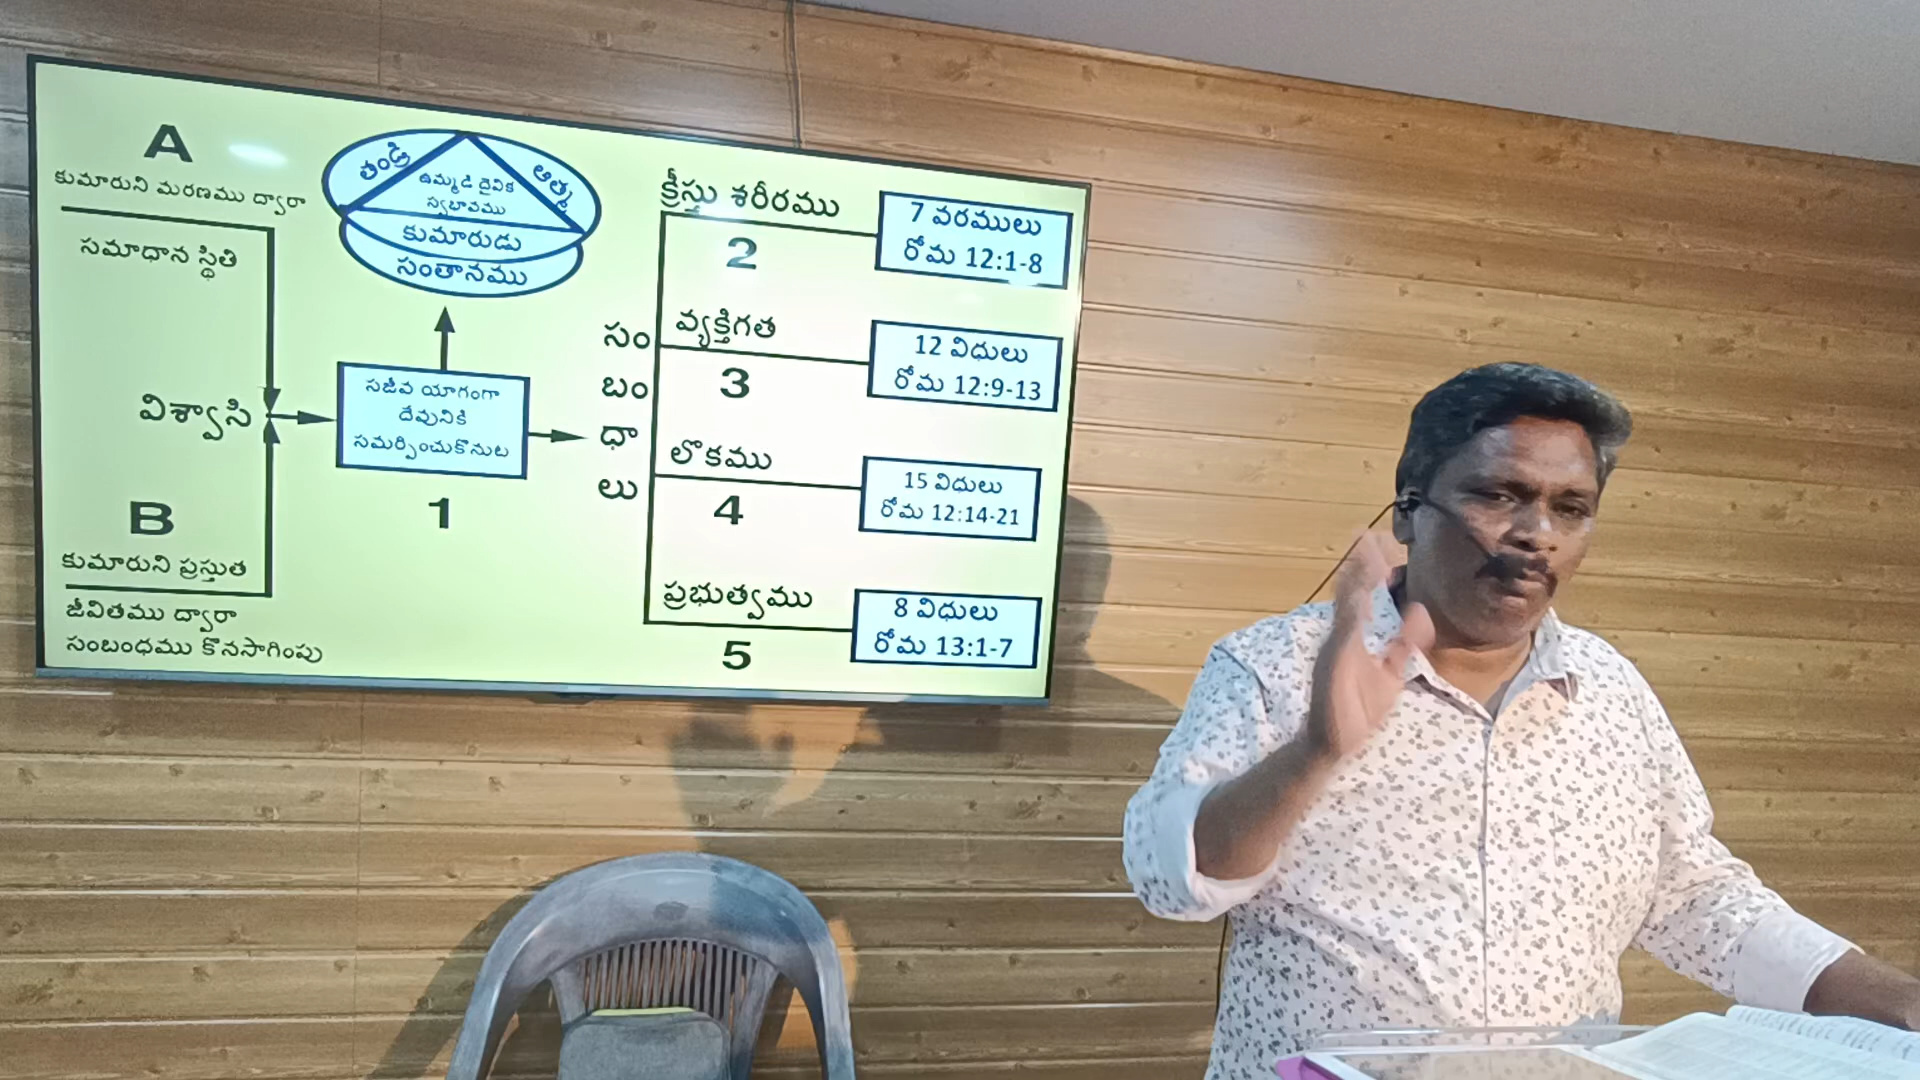 A
కుమారుని మరణము ద్వారా
సమాధాన స్థితి
విశ్వాసి
B
కుమారుని ప్రస్తుత
జీవితము ద్వారా
సంబంధము కొనసాగింపు
తండ్రి
ఆత్మ
ఉమ్మడి దైవిక
స్వభావము
కుమారుడు
సంతానము
సజీవ యాగంగా
దేవునికి
సమర్పించుకొనుట
1
సం
బం
ధా
లు
క్రీస్తు శరీరము
2
7 వరములు
రోమ 12:1-8
వ్యక్తిగత
3
12 విధులు
రోమ 12:9-13
లొకము
4
15 విధులు
రోమ 12:14-21
ప్రభుత్వము
5
8 విధులు
రోమ 13:1-7